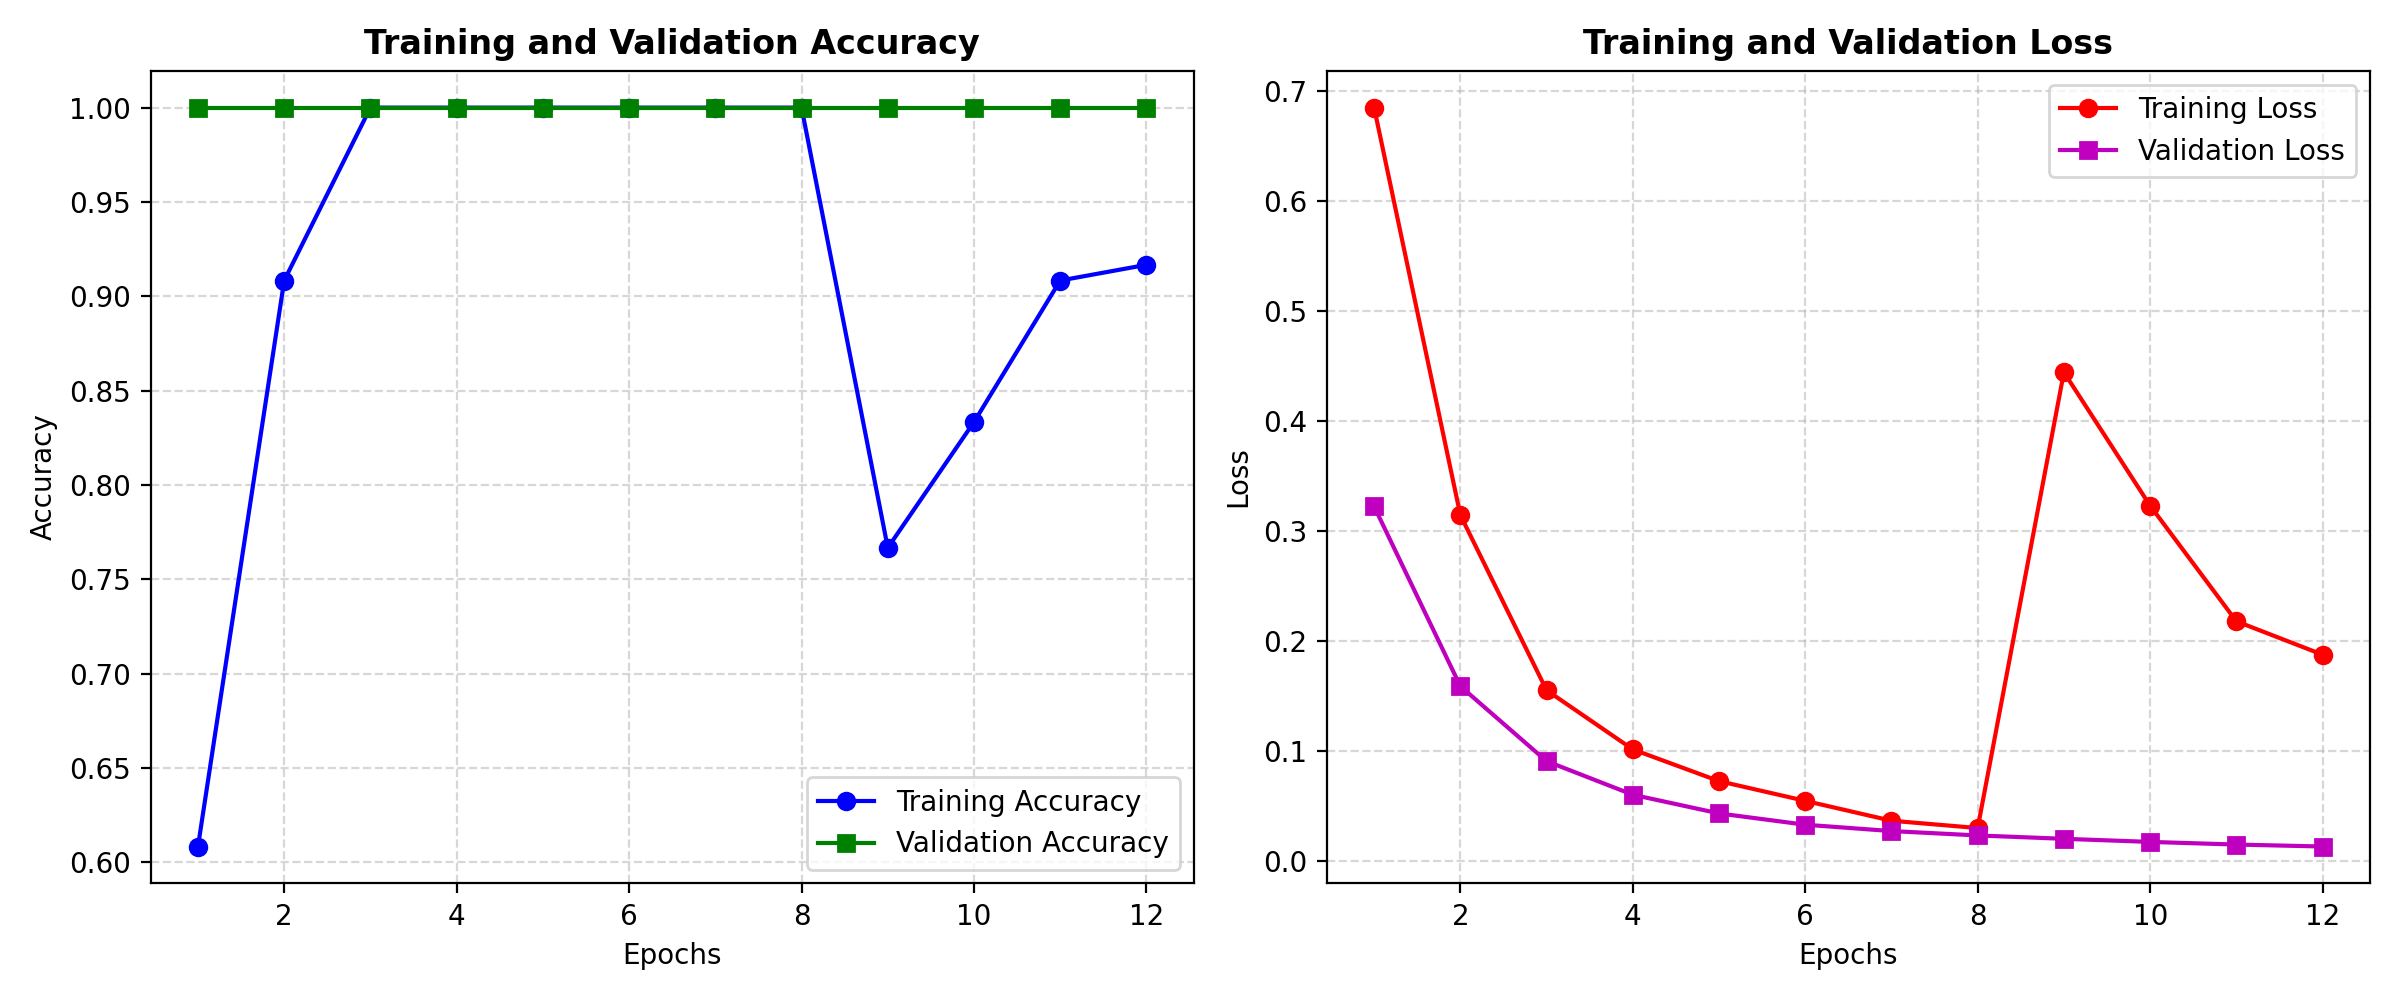 Training and Validation Accuracy
1.00
0.95
0.90
0.85
0.80
0.75
0.70
0.65
0.60
Accuracy
2 4 6 8 10 12
Epochs
Training Accuracy
Validation Accuracy
Training and Validation Loss
0.7
0.6
0.5
0.4
0.3
0.2
0.1
0.0
Loss
2 4 6 8 10 12
Epochs
Training Loss
Validation Loss